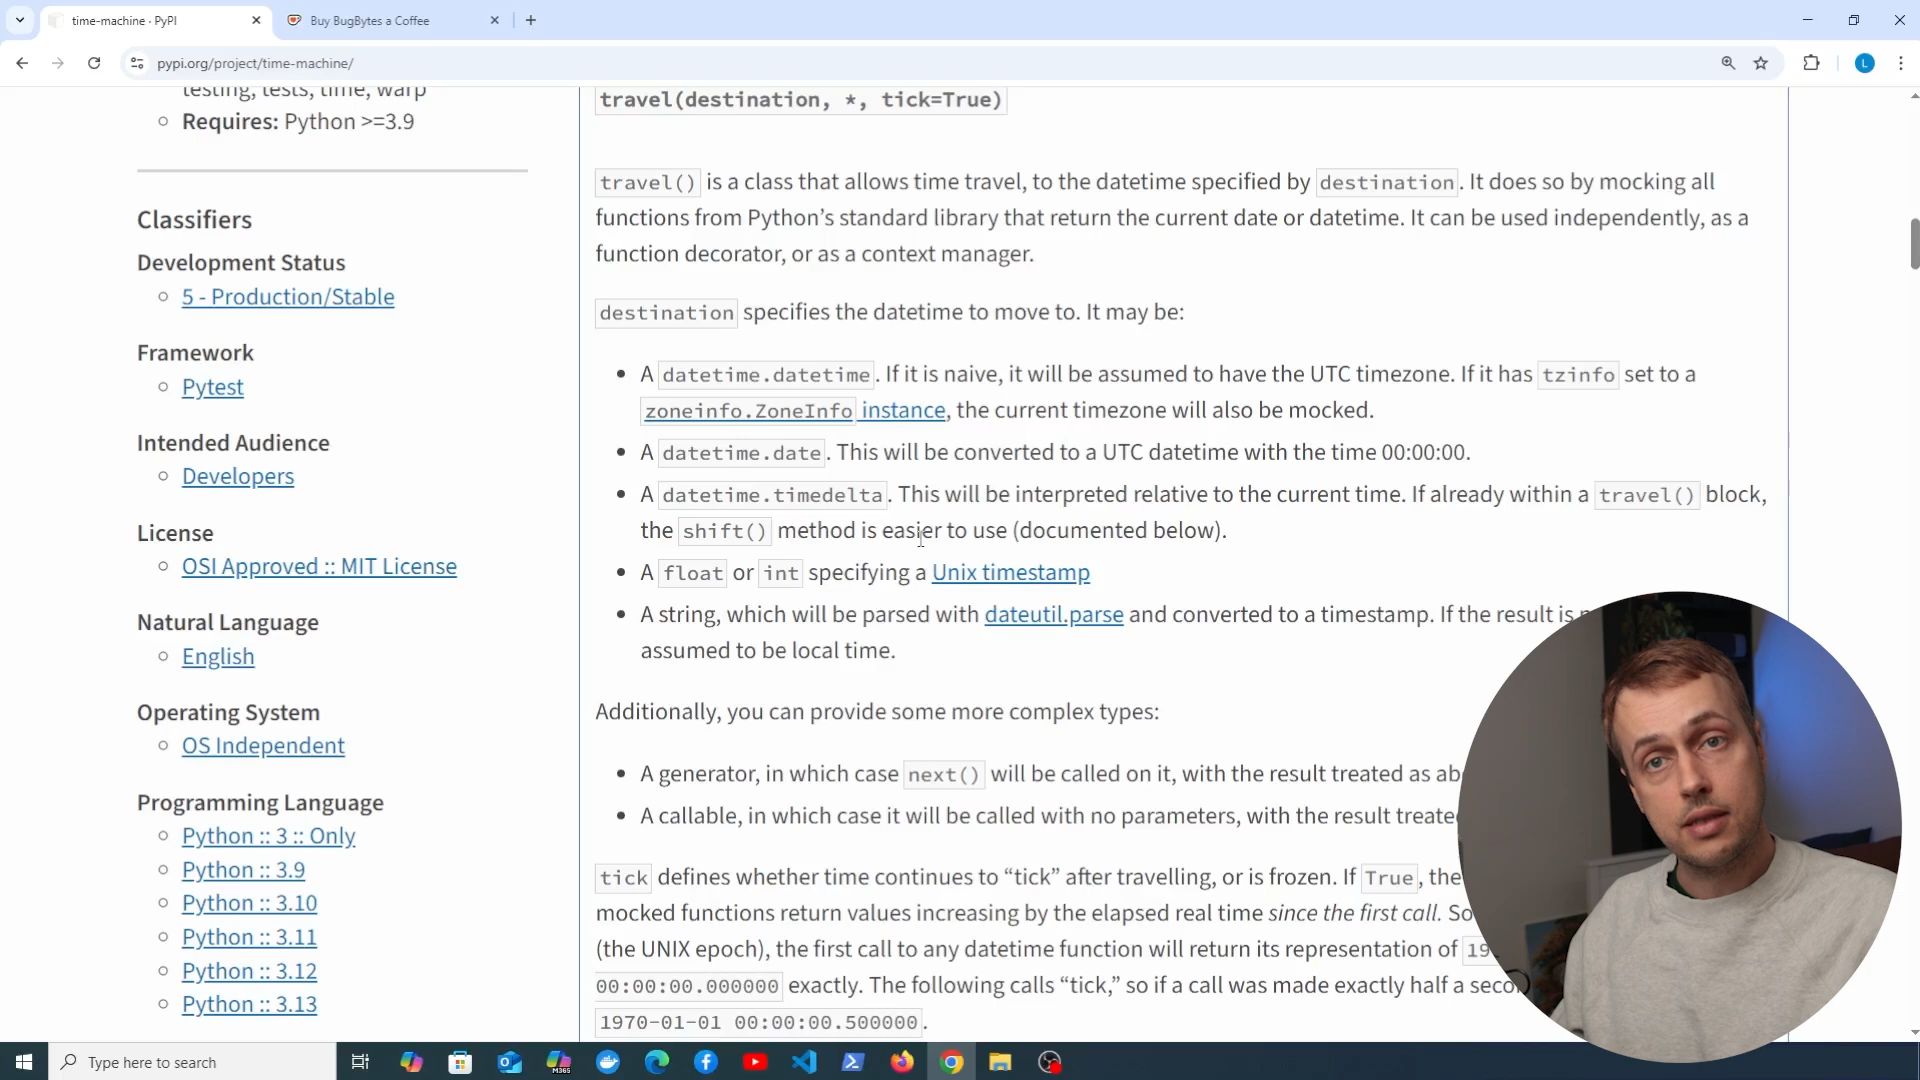 time-machine · PyPI
Buy BugBytes a Coffee
pypi.org/project/time-machine/
L
testing, tests, time, warp
Requires: Python >=3.9
Classifiers
Development Status
5 - Production/Stable
Framework
Pytest
Intended Audience
Developers
License
OSI Approved :: MIT License
Natural Language
English
Operating System
OS Independent
Programming Language
Python :: 3 :: Only
Python :: 3.9
Python :: 3.10
Python :: 3.11
Python :: 3.12
Python :: 3.13
travel(destination, *, tick=True)
travel() is a class that allows time travel, to the datetime specified by destination. It does so by mocking all
functions from Python’s standard library that return the current date or datetime. It can be used independently, as a
function decorator, or as a context manager.
destination specifies the datetime to move to. It may be:
A datetime.datetime. If it is naive, it will be assumed to have the UTC timezone. If it has tzinfo set to a
zoneinfo.ZoneInfo instance, the current timezone will also be mocked.
A datetime.date. This will be converted to a UTC datetime with the time 00:00:00.
A datetime.timedelta. This will be interpreted relative to the current time. If already within a travel() block,
the shift() method is easier to use (documented below).
A float or int specifying a Unix timestamp
A string, which will be parsed with dateutil.parse and converted to a timestamp. If the result is
assumed to be local time.
Additionally, you can provide some more complex types:
A generator, in which case next() will be called on it, with the result treated as
A callable, in which case it will be called with no parameters, with the result
tick defines whether time continues to “tick” after travelling, or is frozen. If True, the
mocked functions return values increasing by the elapsed real time since the first call. So
(the UNIX epoch), the first call to any datetime function will return its representation of 19
00:00:00.000000 exactly. The following calls “tick,” so if a call was made exactly half a
1970-01-01 00:00:00.500000.
Type here to search
M365